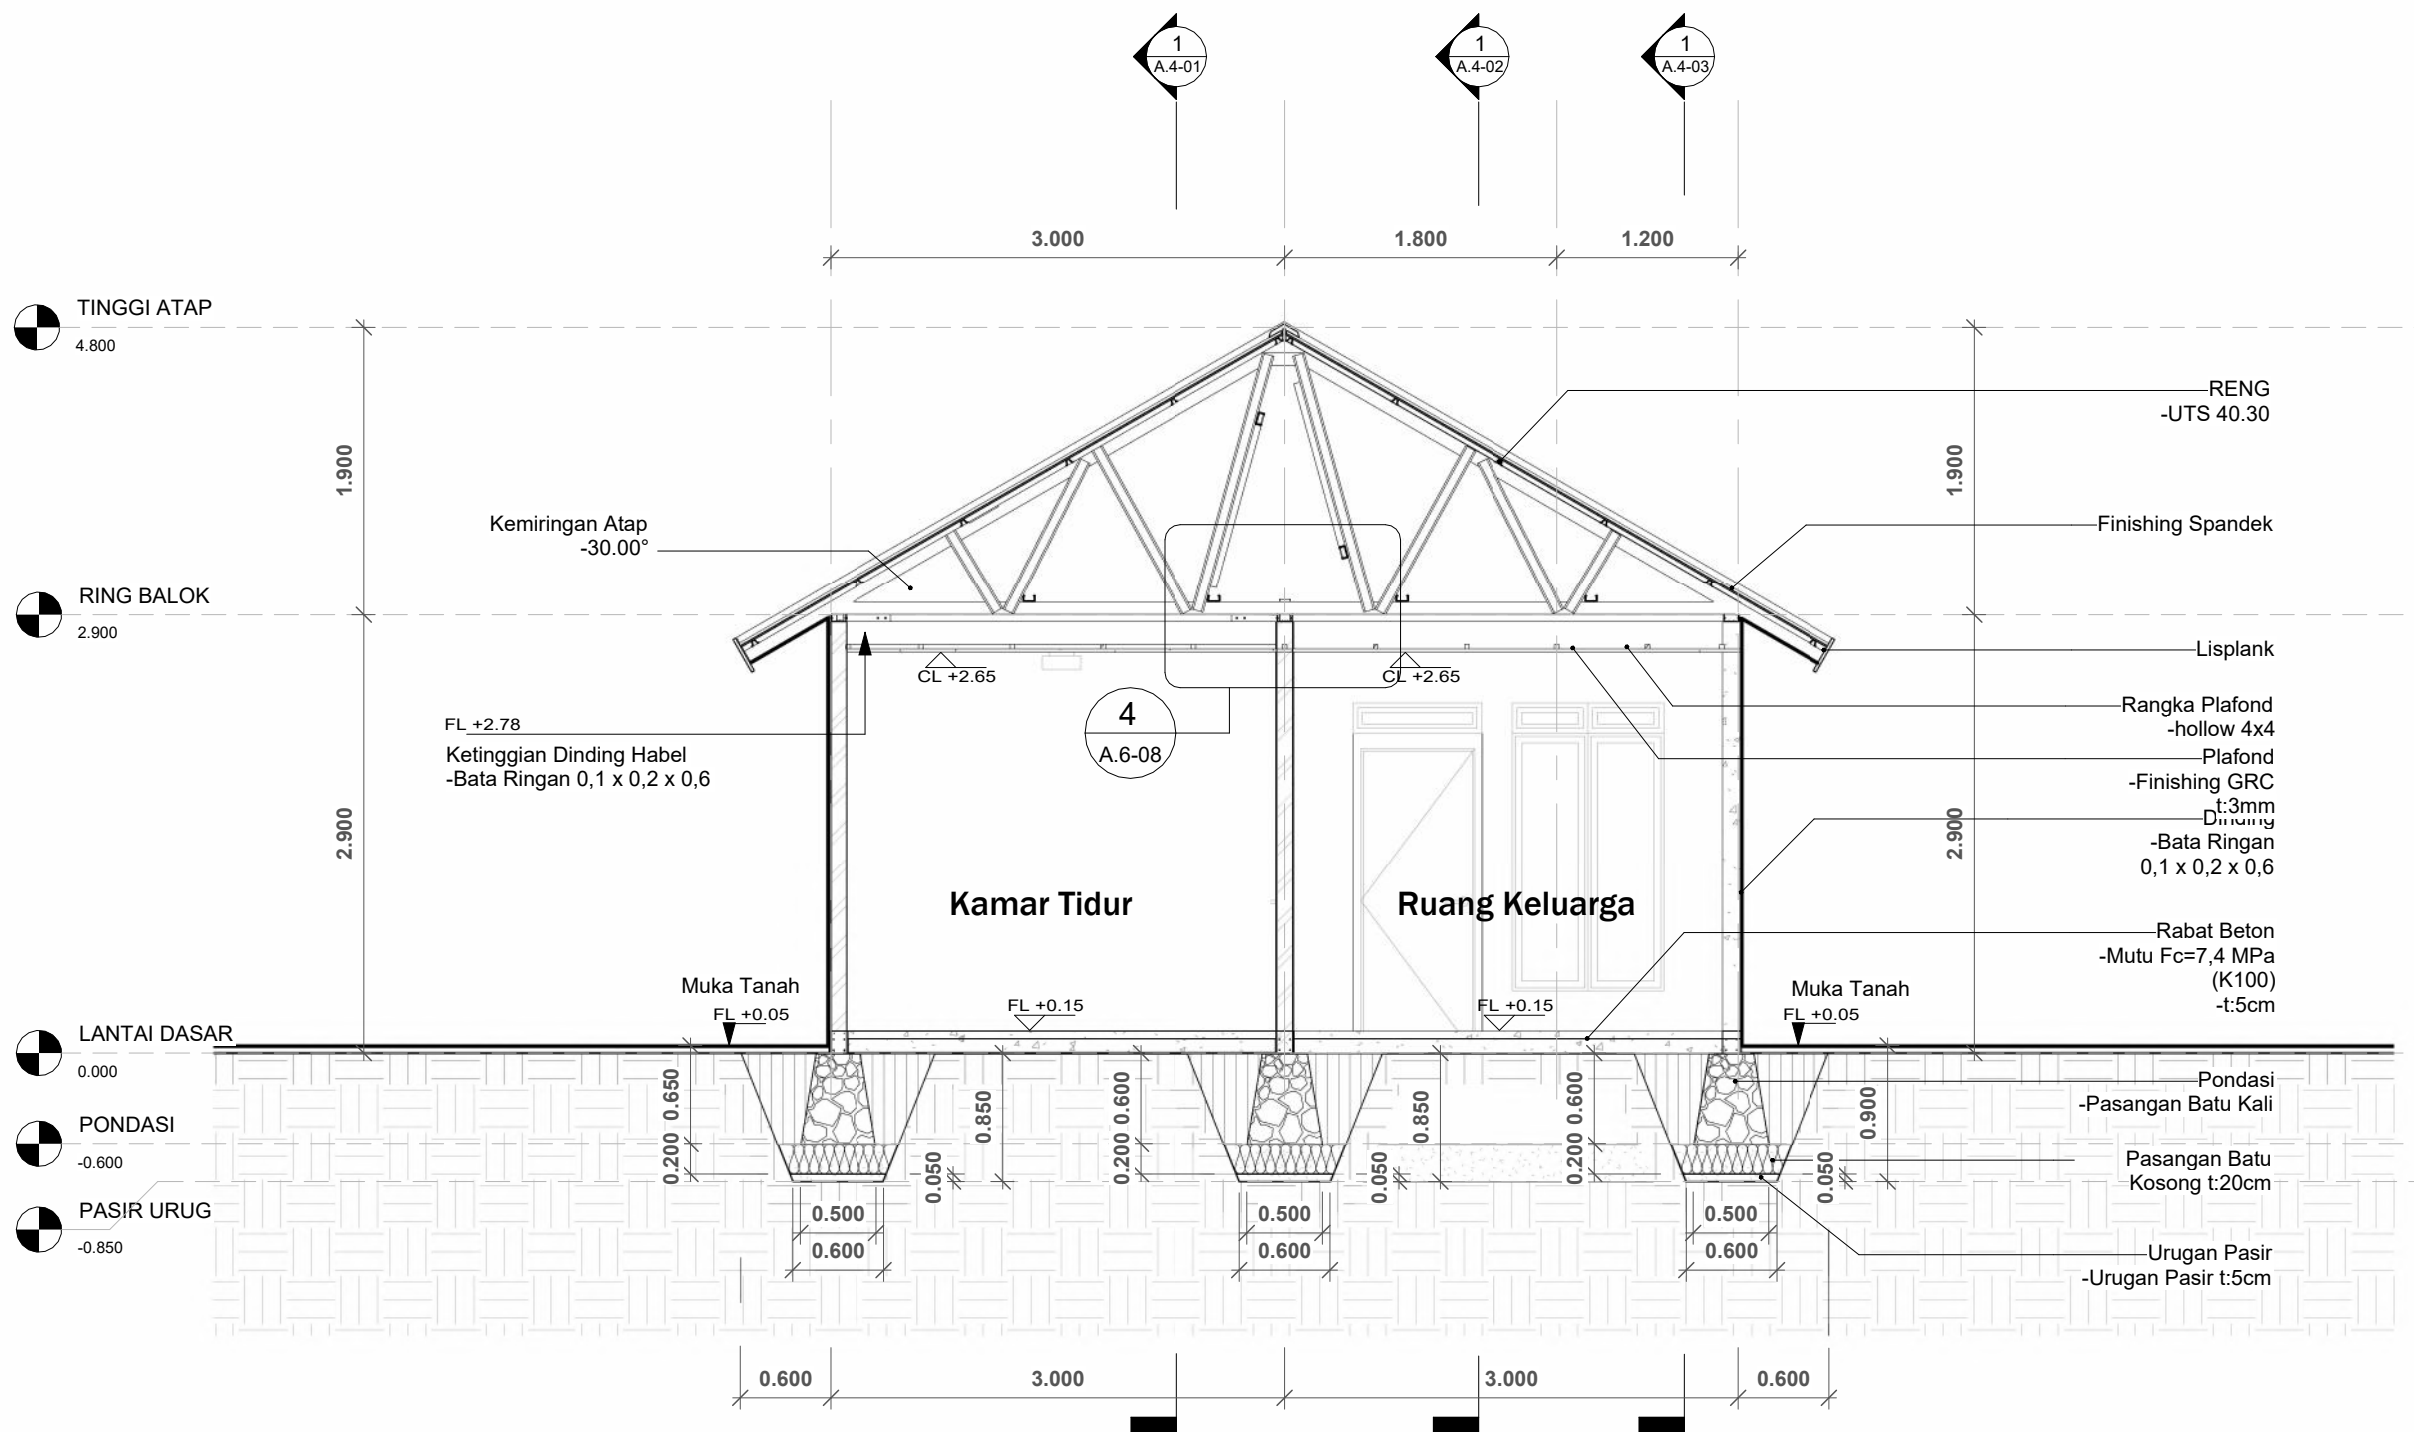 1
A.4-01
1
A.4-02
1
A.4-03
3.000
1.800
1.200
TINGGI ATAP
4.800
RENG
-UTS 40.30
1.900
1.900
Kemiringan Atap
-30.00°
Finishing Spandek
RING BALOK
2.900
Lisplank
CL +2.65
CL +2.65
Rangka Plafond
-hollow 4x4
FL +2.78
Ketinggian Dinding Habel
-Bata Ringan 0,1 x 0,2 x 0,6
4
A.6-08
Plafond
-Finishing GRC
t:3mm
Dinding
-Bata Ringan
0,1 x 0,2 x 0,6
2.900
2.900
Kamar Tidur
Ruang Keluarga
Rabat Beton
-Mutu Fc=7,4 MPa
(K100)
-t:5cm
Muka Tanah
FL +0.05
FL +0.15
FL +0.15
Muka Tanah
FL +0.05
LANTAI DASAR
0.000
0.650
0.200
0.050
0.850
0.600
0.200
0.050
0.850
0.600
0.200
0.050
0.900
Pondasi
-Pasangan Batu Kali
PONDASI
-0.600
Pasangan Batu
Kosong t:20cm
PASIR URUG
-0.850
0.500
0.600
0.500
0.600
0.500
0.600
Urugan Pasir
-Urugan Pasir t:5cm
0.600
3.000
3.000
0.600